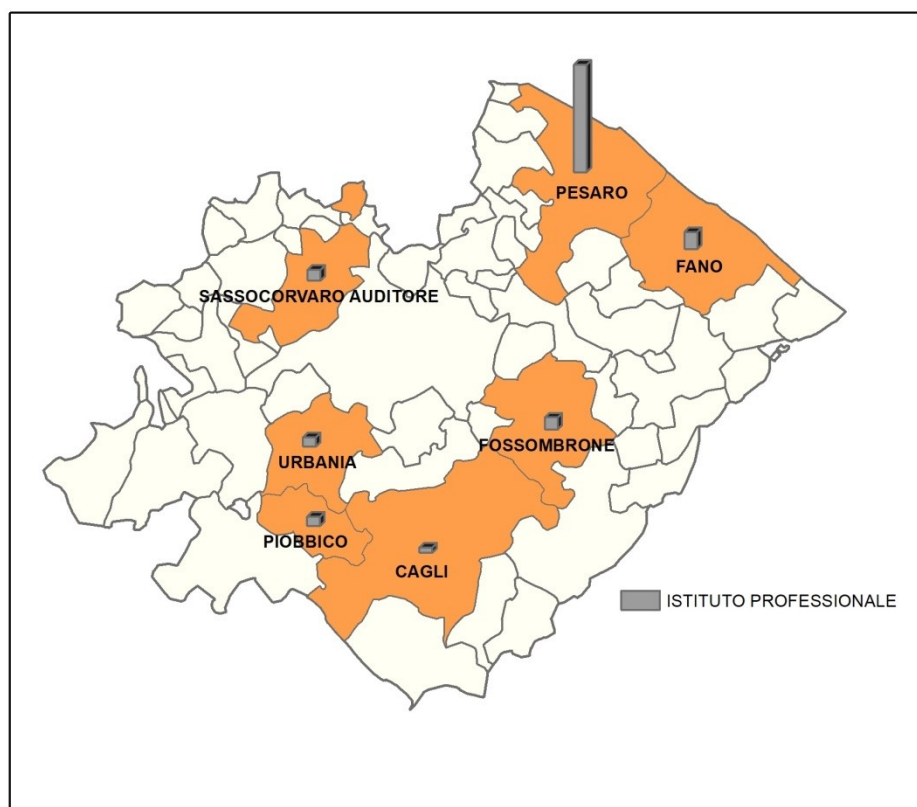 PESARO
FANO
SASSOCORVARO AUDITORE
FOSSOMBRONE
URBANIA
PIOBBICO
CAGLI
ISTITUTO PROFESSIONALE